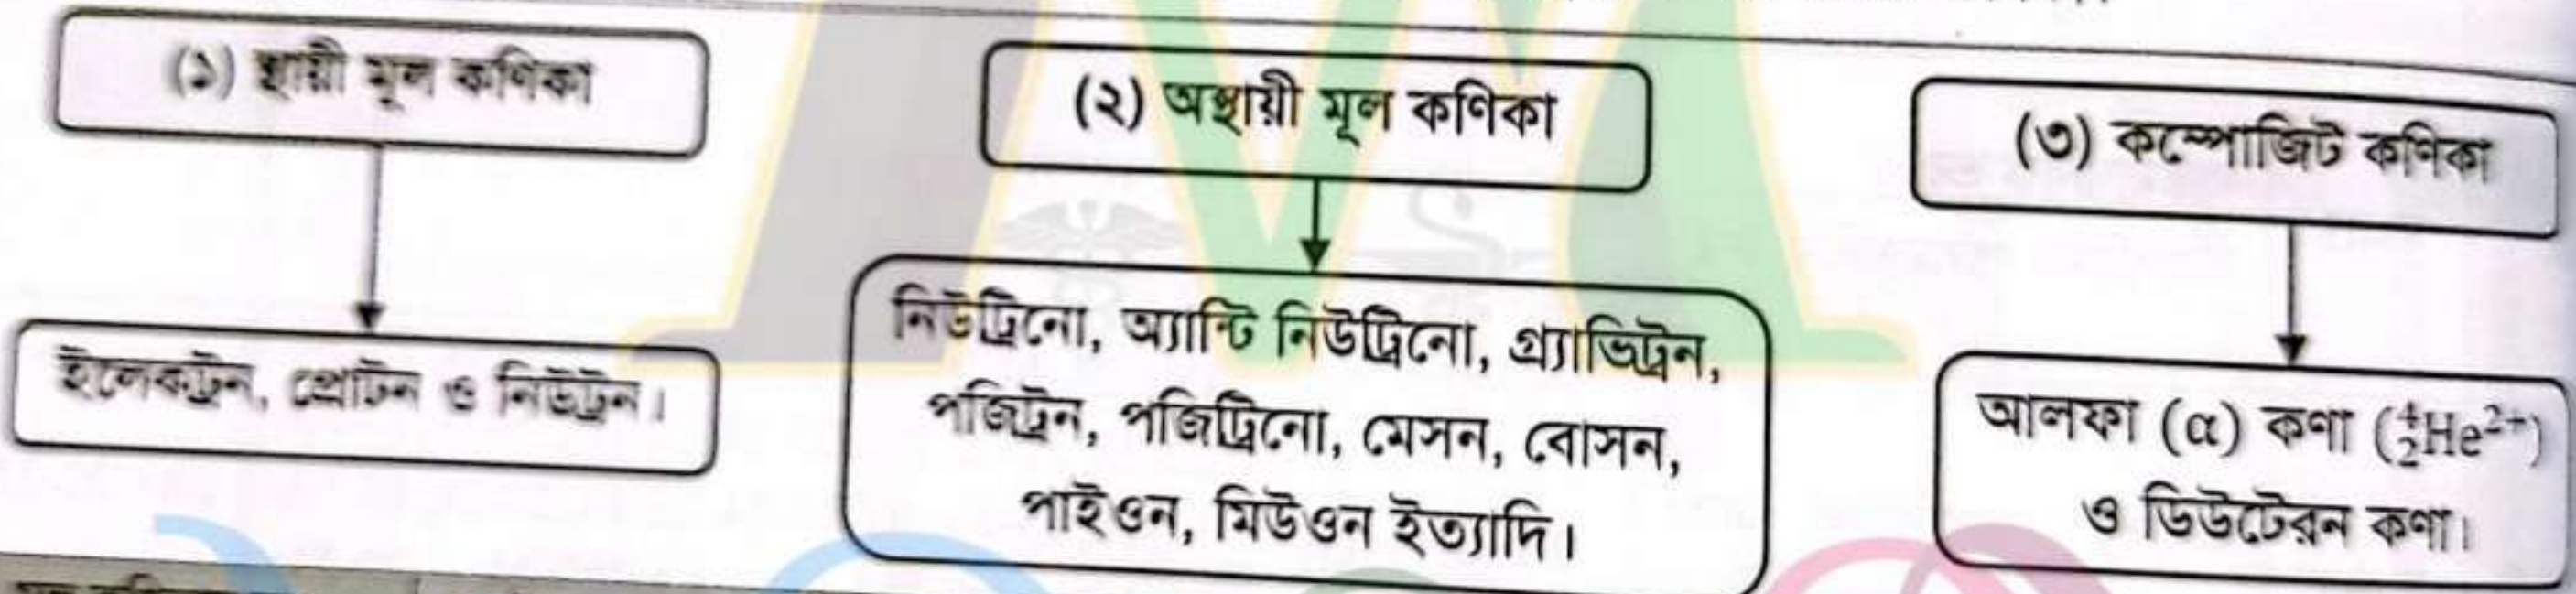 (১) স্থায়ী মূল কণিকা
ইলেকট্রন, প্রোটন ও নিউট্রন।
(২) অস্থায়ী মূল কণিকা
নিউট্রিনো, অ্যান্টি নিউট্রিনো, গ্র্যাভিট্রন,
পজিট্রন, পজিট্রিনো, মেসন, বোসন,
পাইওন, মিউওন ইত্যাদি।
(৩) কম্পোজিট কণিকা
আলফা (α) কণা (⁴₂He²⁺)
ও ডিউটেরন কণা।